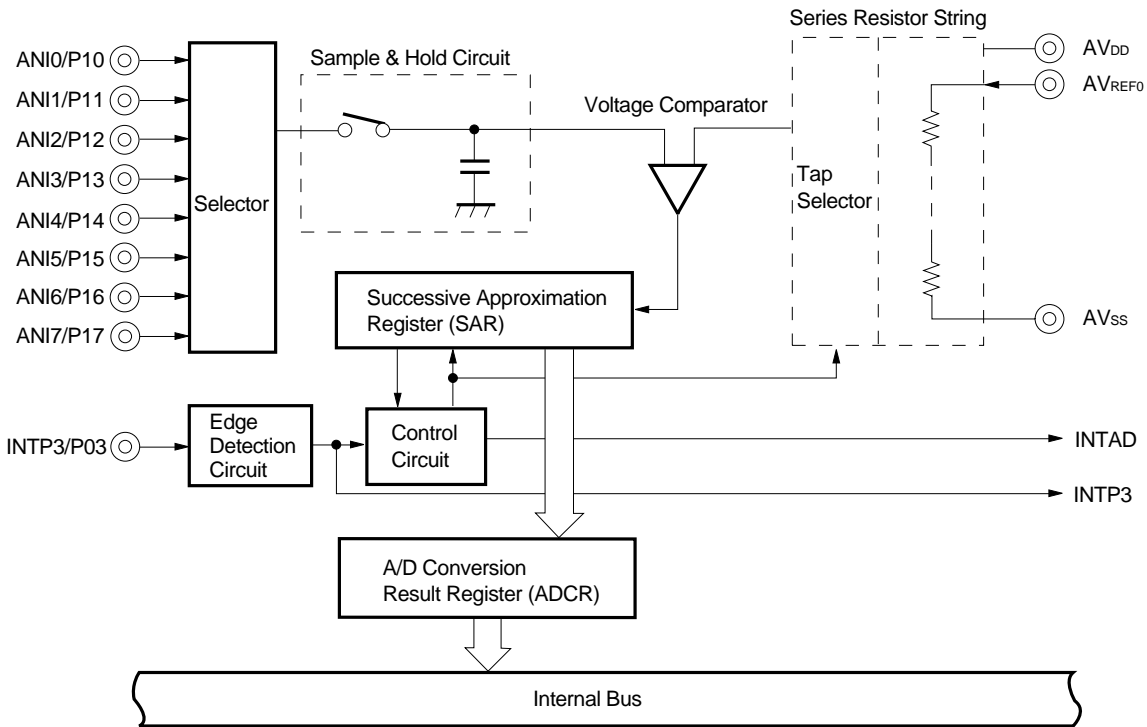 Series Resistor String
ANI0/P10
ANI1/P11
ANI2/P12
ANI3/P13
ANI4/P14
ANI5/P15
ANI6/P16
ANI7/P17
Selector
Sample & Hold Circuit
Voltage Comparator
Tap
Selector
AVDD
AVREF0
AVSS
Successive Approximation
Register (SAR)
INTP3/P03
Edge
Detection
Circuit
Control
Circuit
INTAD
INTP3
A/D Conversion
Result Register (ADCR)
Internal Bus